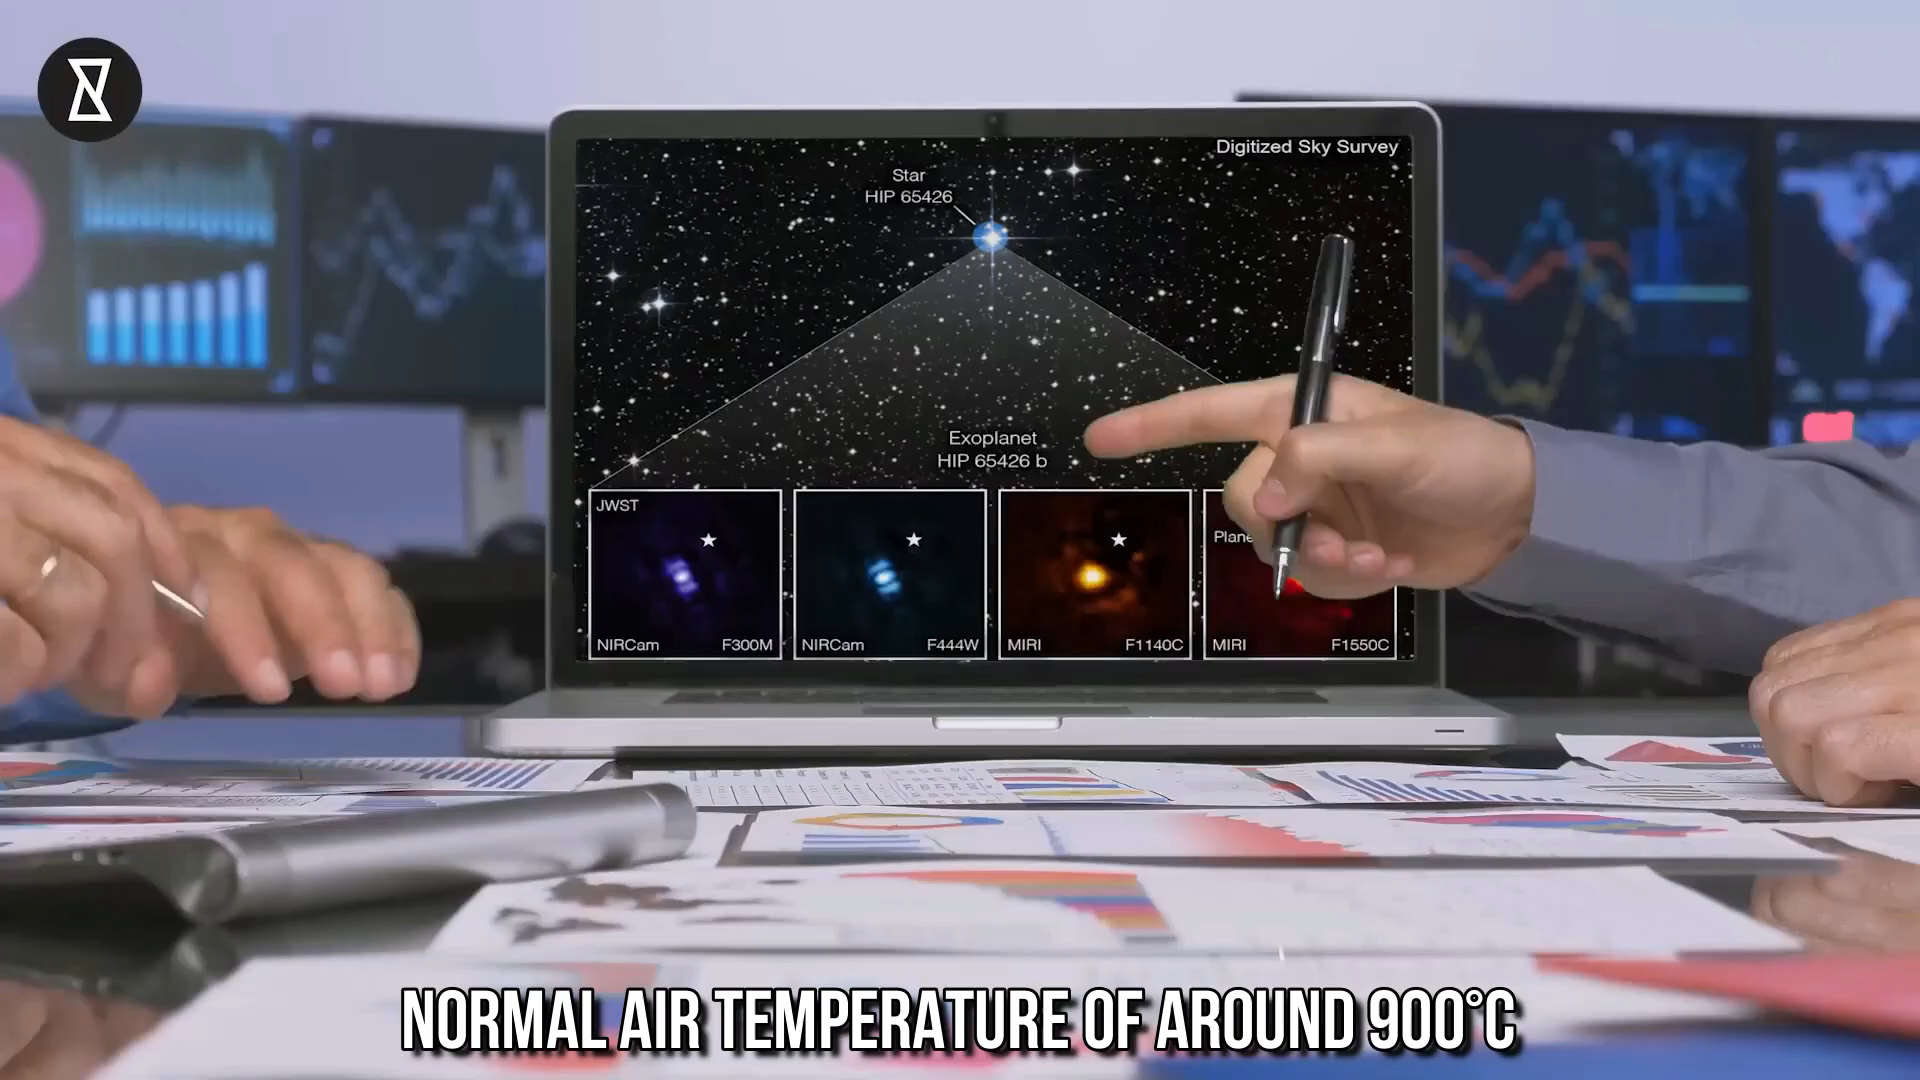 Digitized Sky Survey
Star
HIP 65426
Exoplanet
HIP 65426 b
JWST
NIRCam F300M
NIRCam F444W
MIRI F1140C
MIRI F1550C
NORMAL AIR TEMPERATURE OF AROUND 900°C